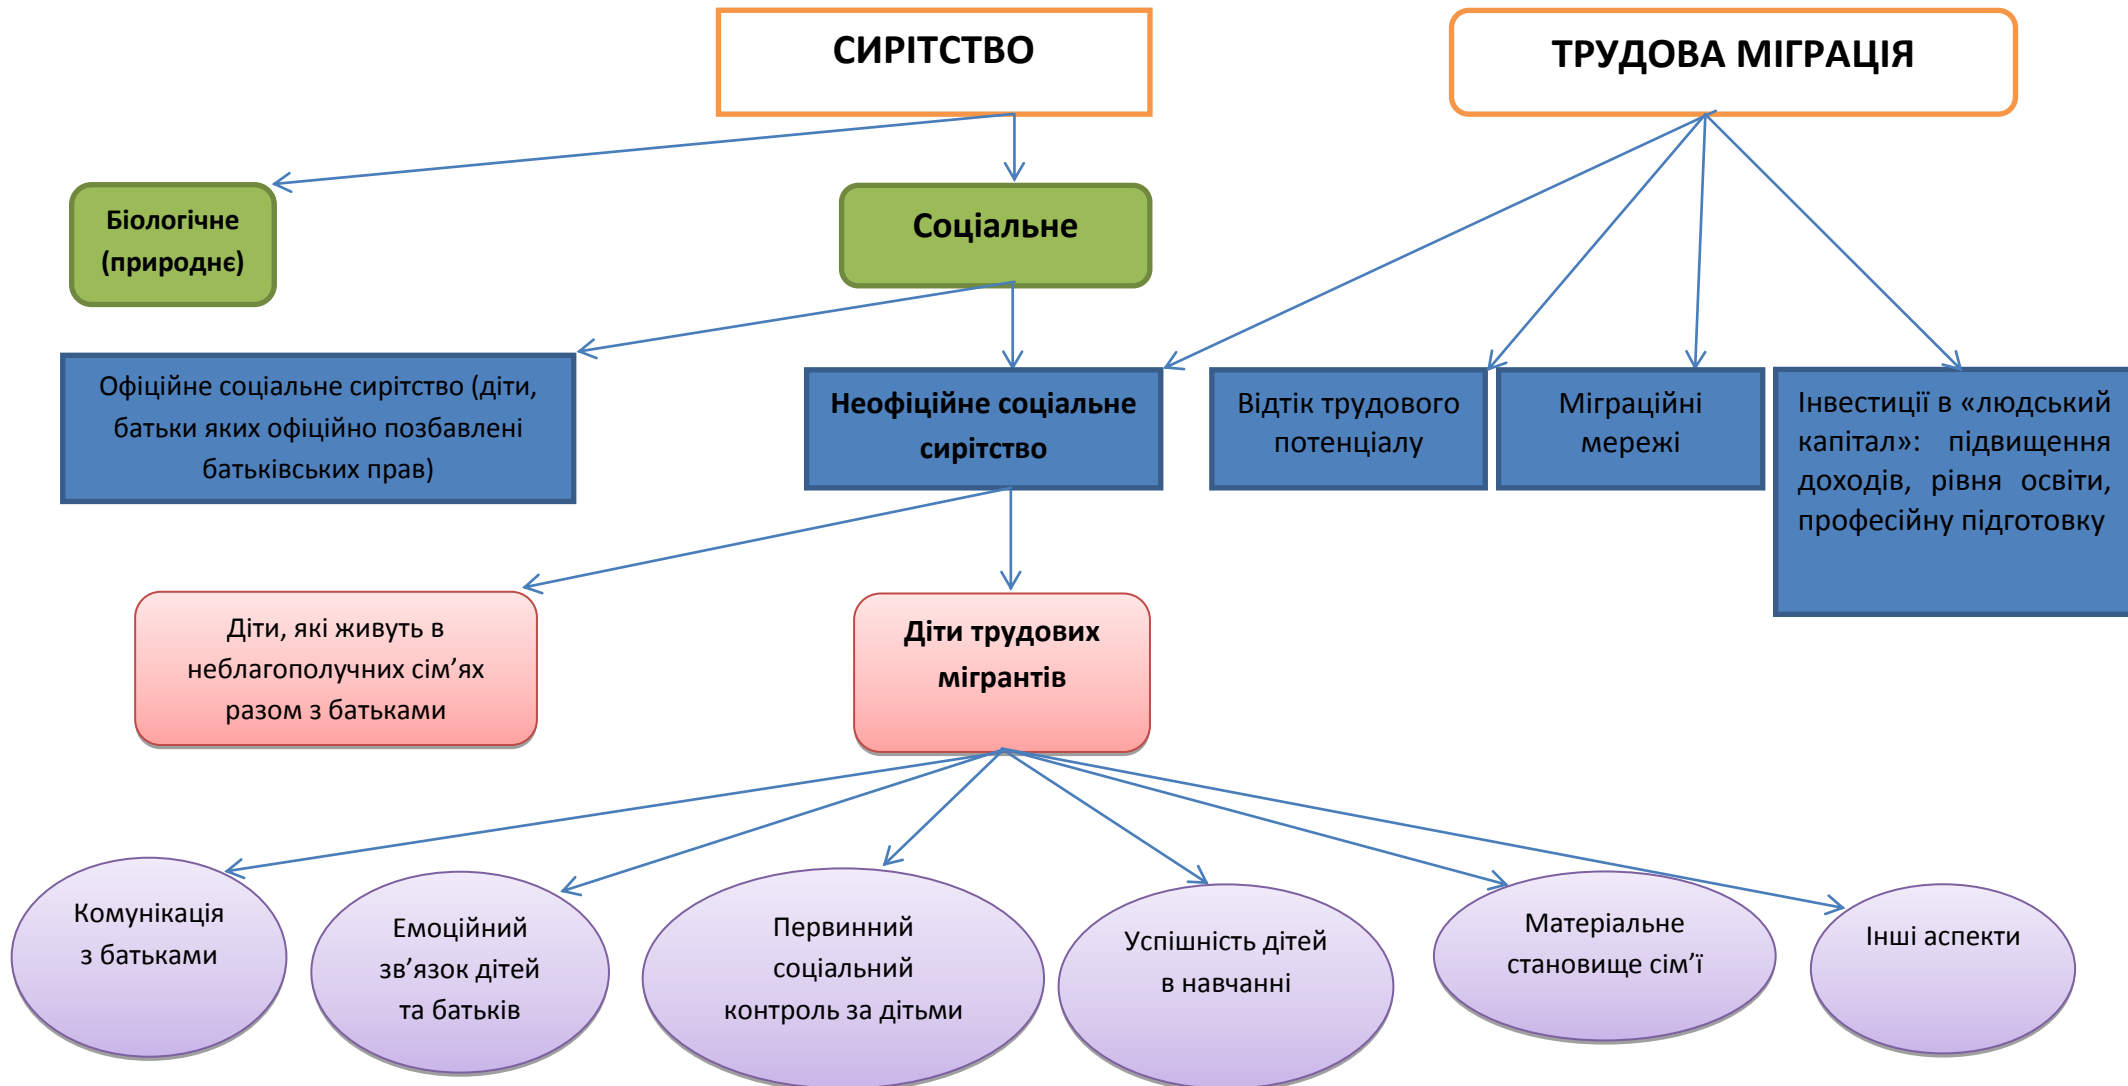 СИРІТСТВО
ТРУДОВА МІГРАЦІЯ
Біологічне
(природнє)
Соціальне
Офіційне соціальне сирітство (діти,
батьки яких офіційно позбавлені
батьківських прав)
Неофіційне соціальне
сирітство
Відтік трудового
потенціалу
Міграційні
мережі
Інвестиції в «людський
капітал»: підвищення
доходів, рівня освіти,
професійну підготовку
Діти, які живуть в
неблагополучних сім’ях
разом з батьками
Діти трудових
мігрантів
Комунікація
з батьками
Емоційний
зв’язок дітей
та батьків
Первинний
соціальний
контроль за дітьми
Успішність дітей
в навчанні
Матеріальне
становище сім’ї
Інші аспекти